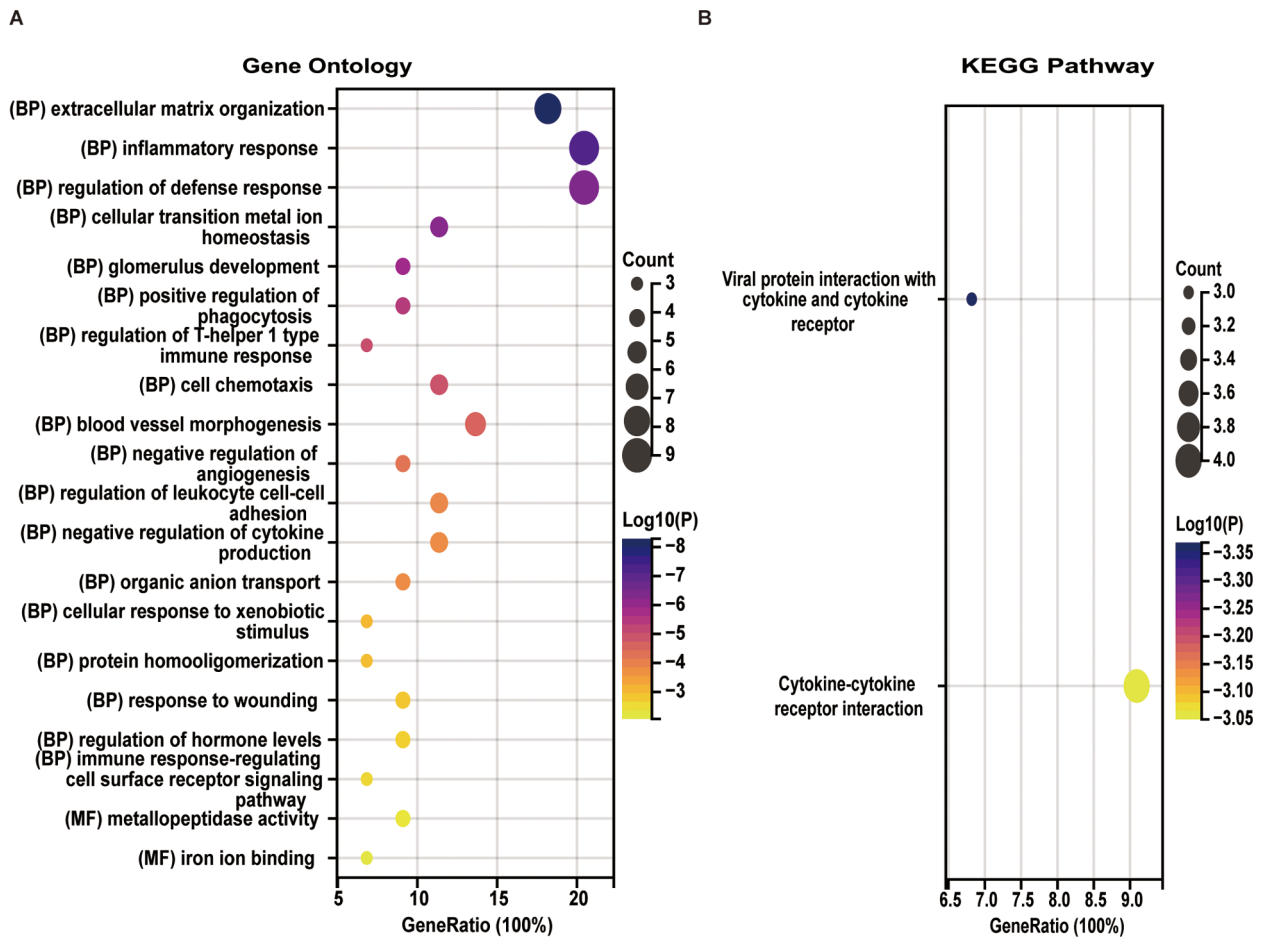 A
Gene Ontology
(BP) extracellular matrix organization
(BP) inflammatory response
(BP) regulation of defense response
(BP) cellular transition metal ion
homeostasis
(BP) glomerulus development
(BP) positive regulation of
phagocytosis
(BP) regulation of T-helper 1 type
immune response
(BP) cell chemotaxis
(BP) blood vessel morphogenesis
(BP) negative regulation of
angiogenesis
(BP) regulation of leukocyte cell-cell
adhesion
(BP) negative regulation of cytokine
production
(BP) organic anion transport
(BP) cellular response to xenobiotic
stimulus
(BP) protein homooligomerization
(BP) response to wounding
(BP) regulation of hormone levels
(BP) immune response-regulating
cell surface receptor signaling
pathway
(MF) metallopeptidase activity
(MF) iron ion binding
5 10 15 20
GeneRatio (100%)
Count
3
4
5
6
7
8
9
Log10(P)
−8
−7
−6
−5
−4
−3
B
KEGG Pathway
Viral protein interaction with
cytokine and cytokine
receptor
Cytokine-cytokine
receptor interaction
6.5 7.0 7.5 8.0 8.5 9.0
GeneRatio (100%)
Count
3.0
3.2
3.4
3.6
3.8
4.0
Log10(P)
−3.35
−3.30
−3.25
−3.20
−3.15
−3.10
−3.05